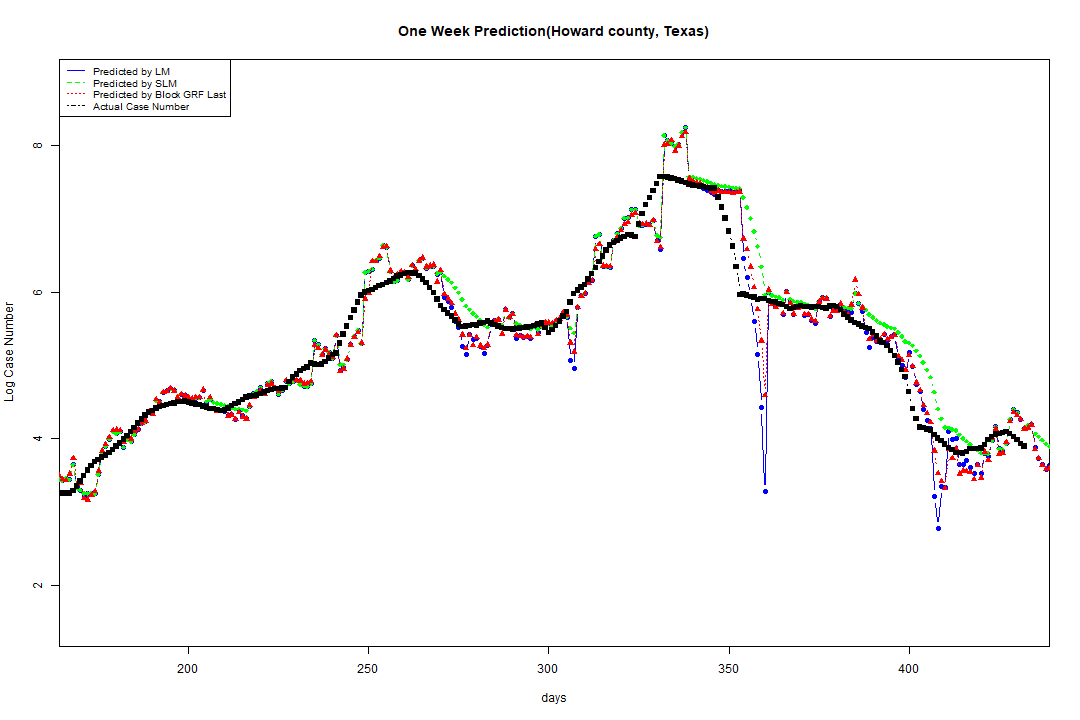 One Week Prediction(Howard county, Texas)
Predicted by LM
Predicted by SLM
Predicted by Block GRF Last
Actual Case Number
8
6
4
2
Log Case Number
200 250 300 350 400
days